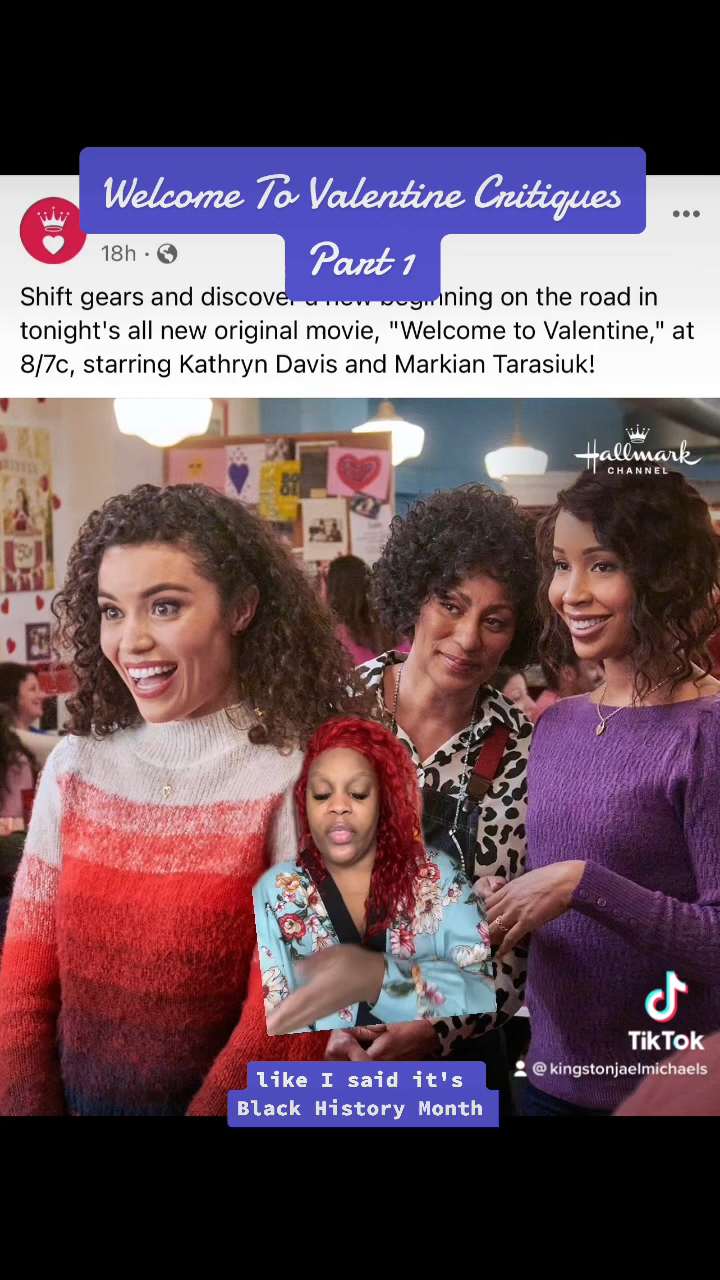 Welcome To Valentine Critiques
Part 1
18h
Shift gears and discover a new beginning on the road in
tonight's all new original movie, "Welcome to Valentine," at
8/7c, starring Kathryn Davis and Markian Tarasiuk!
Hallmark
CHANNEL
TikTok
@kingstonjaelmichaels
like I said it's
Black History Month